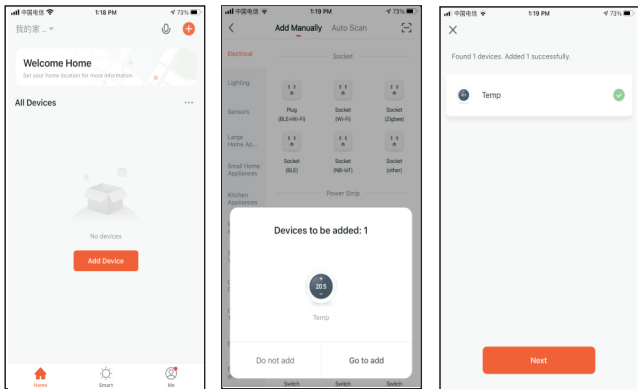 中国电信
1:18 PM
73%
我的家 ..
Welcome Home
Set your home location for more information
All Devices
...
No devices
Add Device
Home
Smart
Me
中国电信
1:19 PM
73%
Add Manually
Auto Scan
Electrical
Socket
Lighting
Plug
(BLE+Wi-Fi)
Socket
(Wi-Fi)
Socket
(Zigbee)
Sensors
Large
Home Ap...
Socket
(BLE)
Socket
(NB-IoT)
Socket
(other)
Small Home
Appliances
Kitchen
Appliances
Power Strip
Devices to be added: 1
20.5
Temp
Do not add
Go to add
Switch
Switch
Switch
中国电信
1:19 PM
73%
Found 1 devices. Added 1 successfully.
Temp
Next